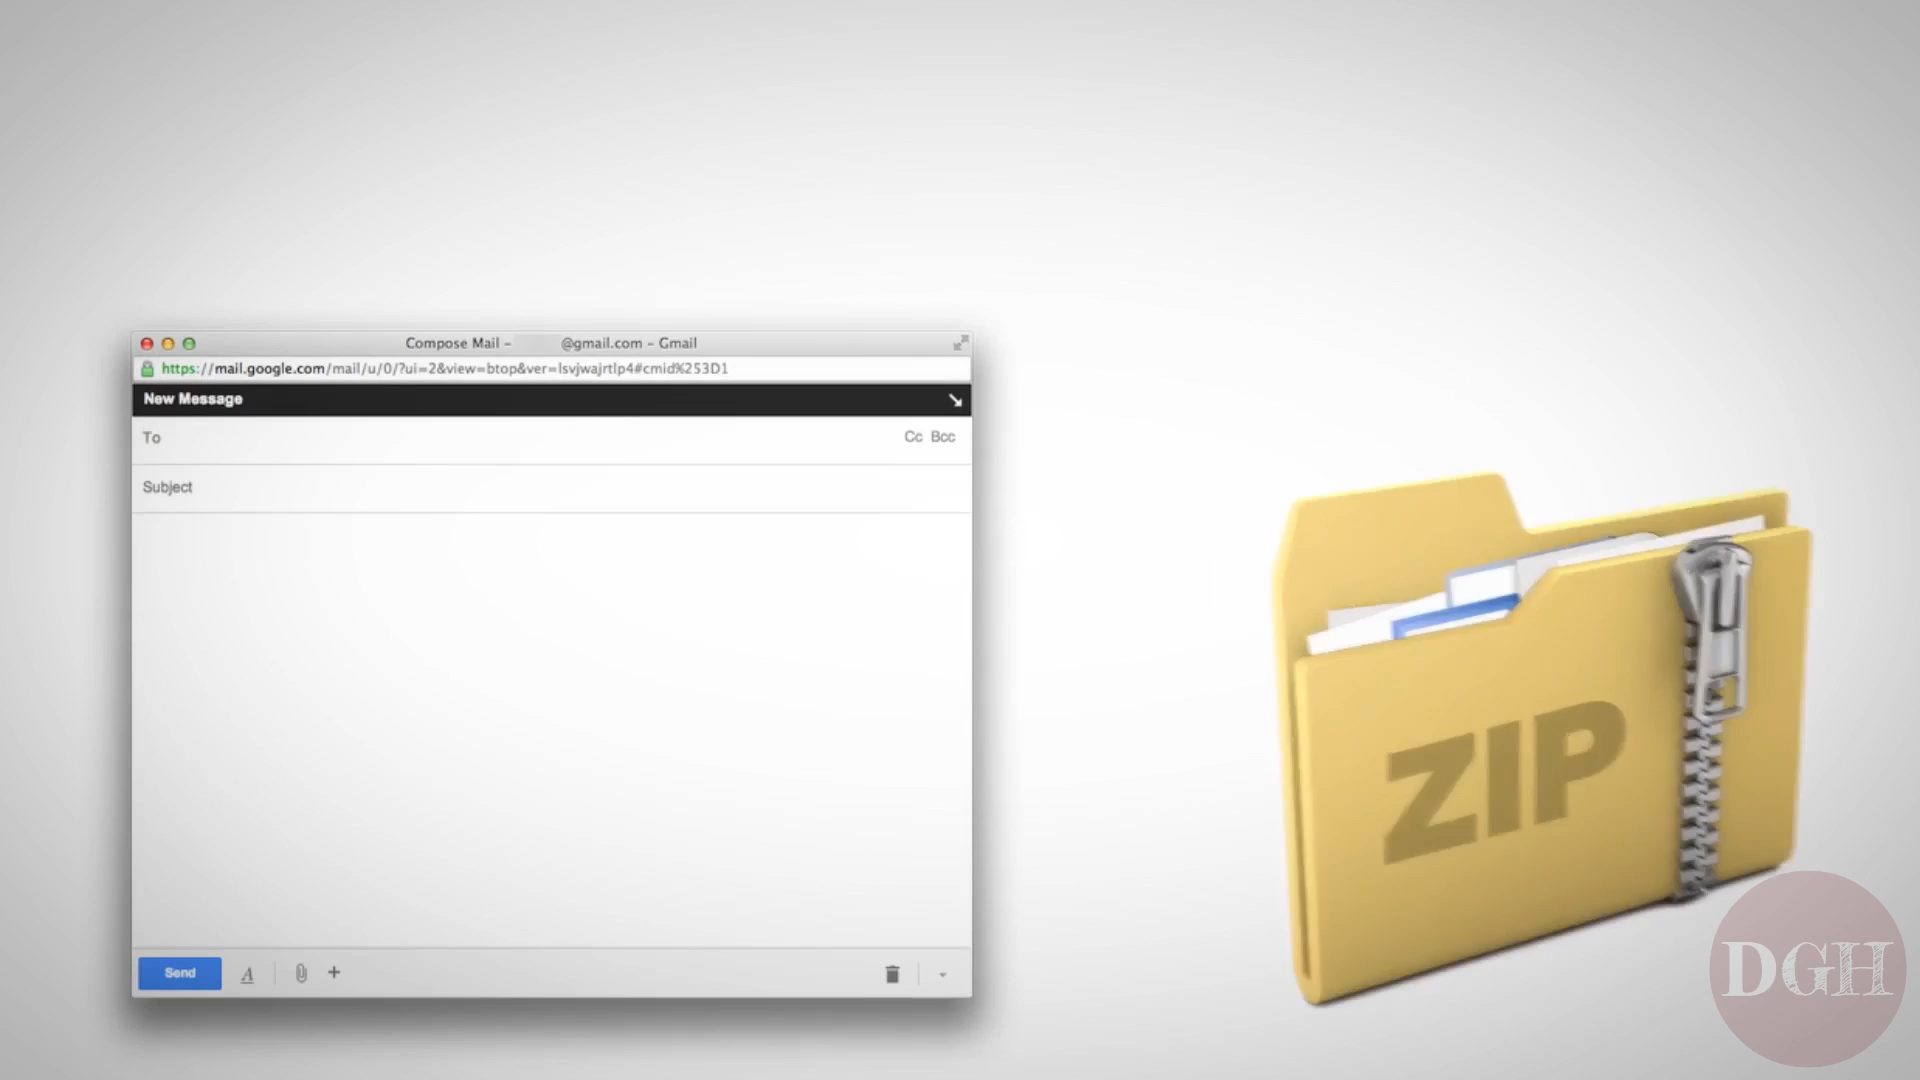 Compose Mail – @gmail.com – Gmail
https://mail.google.com/mail/u/0/?ui=2&view=btop&ver=lsvjwajrtlp4#cmid%253D1
New Message
To Cc Bcc
Subject
ZIP
Send A
DGH